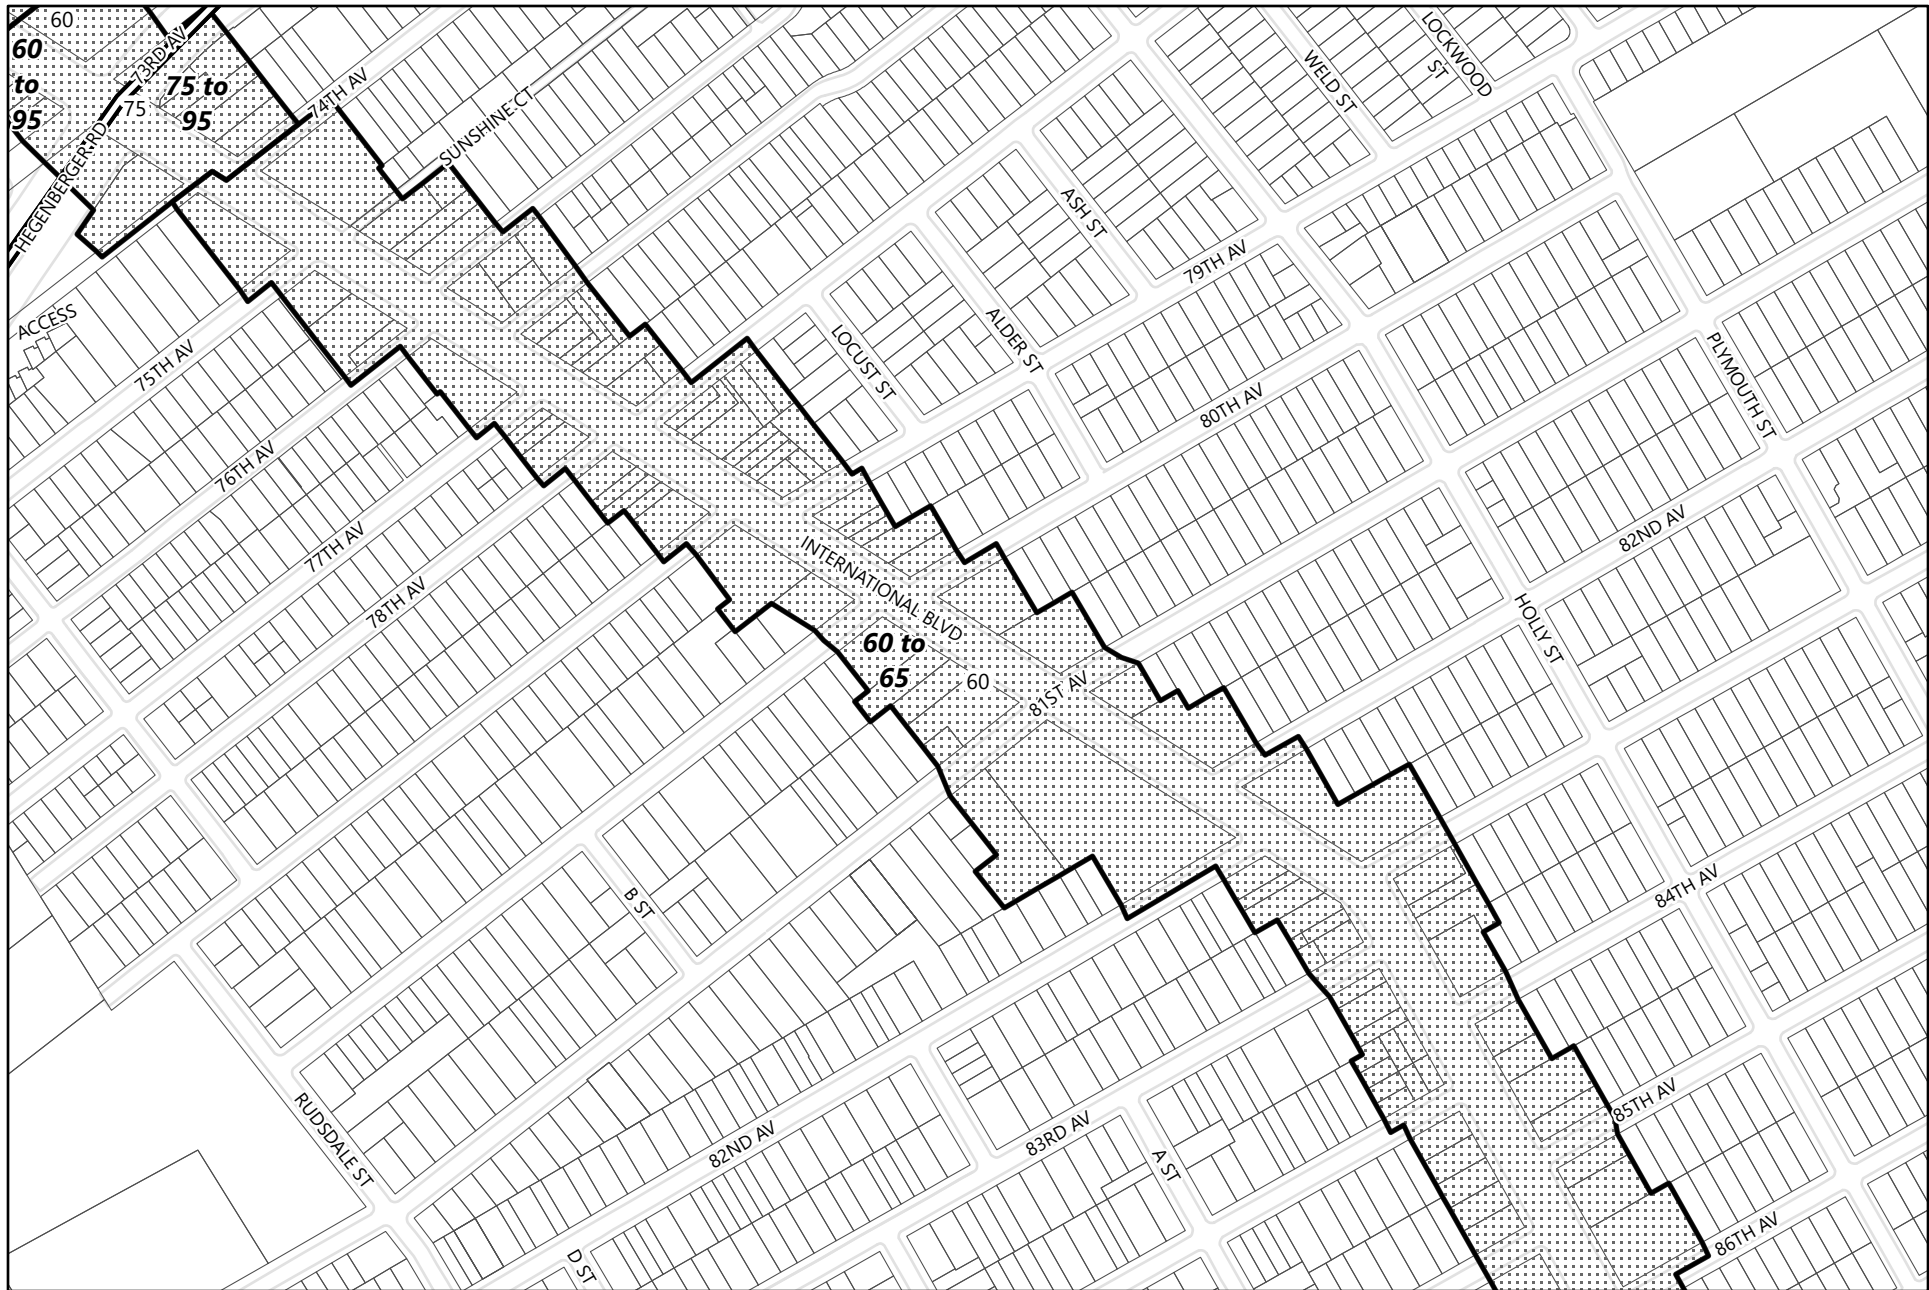 60
60
to
95
73RD AV
75 to
95
75
74TH AV
SUNSHINE CT
HEGENBERGER RD
LOCKWOOD
ST
WELD ST
ASH ST
79TH AV
ACCESS
75TH AV
LOCUST ST
ALDER ST
PLYMOUTH ST
80TH AV
76TH AV
77TH AV
82ND AV
78TH AV
INTERNATIONAL BLVD
60 to
65
60
81ST AV
HOLLY ST
84TH AV
B ST
RUDSDALE ST
82ND AV
83RD AV
A ST
85TH AV
86TH AV
D ST